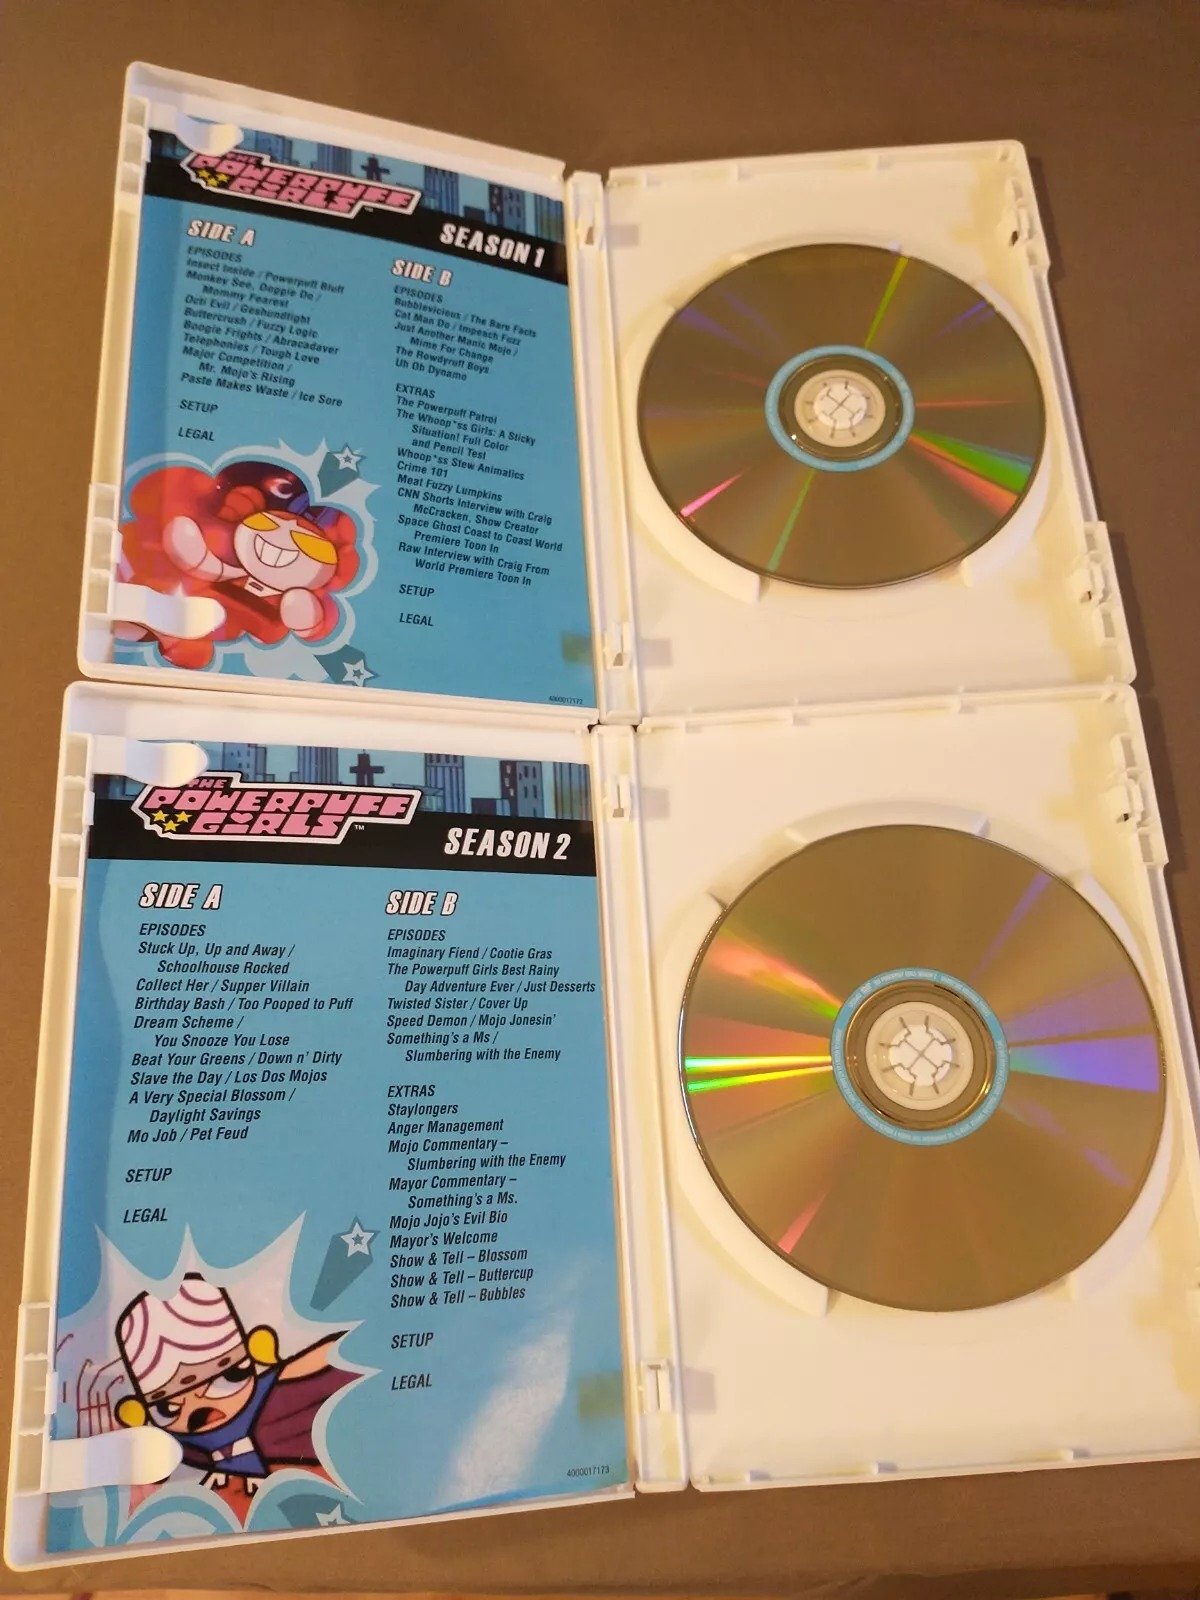 THE
POWERPUFF
GIRLS
TM
SEASON 1
SIDE A
EPISODES
Insect Inside / Powerpuff Bluff
Monkey See, Doggie Do /
Mommy Fearest
Octi Evil / Geshundfight
Buttercrush / Fuzzy Logic
Boogie Frights / Abracadaver
Telephonies / Tough Love
Major Competition /
Mr. Mojo's Rising
Paste Makes Waste / Ice Sore
SETUP
LEGAL
SIDE B
EPISODES
Bubblevicious / The Bare Facts
Cat Man Do / Impeach Fuzz
Just Another Manic Mojo /
Mime For Change
The Rowdyruff Boys
Uh Oh Dynamo
EXTRAS
The Powerpuff Patrol
The Whoop*ss Girls: A Sticky
Situation! Full Color
and Pencil Test
Whoop*ss Stew Animatics
Crime 101
Meat Fuzzy Lumpkins
CNN Shorts Interview with Craig
McCracken, Show Creator
Space Ghost Coast to Coast World
Premiere Toon In
Raw Interview with Craig From
World Premiere Toon In
SETUP
LEGAL
4000017172
THE
POWERPUFF
GIRLS
TM
SEASON 2
SIDE A
EPISODES
Stuck Up, Up and Away /
Schoolhouse Rocked
Collect Her / Supper Villain
Birthday Bash / Too Pooped to Puff
Dream Scheme /
You Snooze You Lose
Beat Your Greens / Down n' Dirty
Slave the Day / Los Dos Mojos
A Very Special Blossom /
Daylight Savings
Mo Job / Pet Feud
SETUP
LEGAL
SIDE B
EPISODES
Imaginary Fiend / Cootie Gras
The Powerpuff Girls Best Rainy
Day Adventure Ever / Just Desserts
Twisted Sister / Cover Up
Speed Demon / Mojo Jonesin'
Something's a Ms /
Slumbering with the Enemy
EXTRAS
Staylongers
Anger Management
Mojo Commentary –
Slumbering with the Enemy
Mayor Commentary –
Something's a Ms.
Mojo Jojo's Evil Bio
Mayor's Welcome
Show & Tell – Blossom
Show & Tell – Buttercup
Show & Tell – Bubbles
SETUP
LEGAL
4000017173